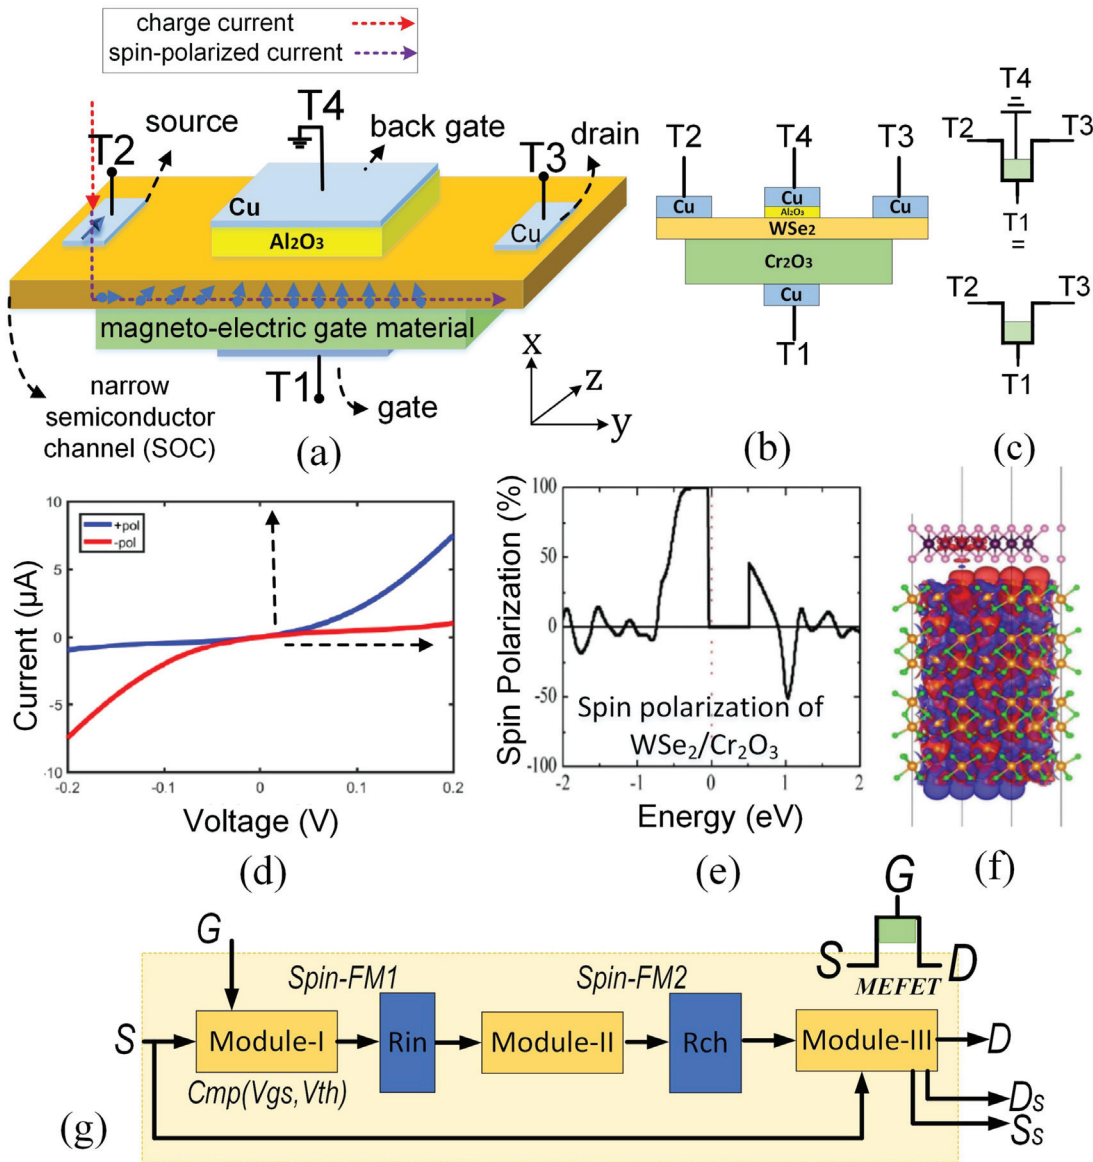 charge current
spin-polarized current
T4
source
back gate
drain
T2
T3
Cu
Al2O3
Cu
magneto-electric gate material
T1
narrow
semiconductor
channel (SOC)
gate
x
z
y
(a)
T2
T4
T3
Cu
Cu
Cu
Al2O3
WSe2
Cr2O3
Cu
T1
(b)
T4
T2
T3
T1
=
T2
T3
T1
(c)
10
5
0
-5
-10
+pol
-pol
Current (μA)
-0.2
-0.1
0
0.1
0.2
Voltage (V)
(d)
Spin Polarization (%)
100
50
0
-50
-100
Spin polarization of
WSe2/Cr2O3
-2
-1
0
1
2
Energy (eV)
(e)
(f)
G
G
S
D
MEFET
Spin-FM1
Spin-FM2
S
Module-I
Rin
Module-II
Rch
Module-III
D
Cmp(Vgs,Vth)
Ds
Ss
(g)